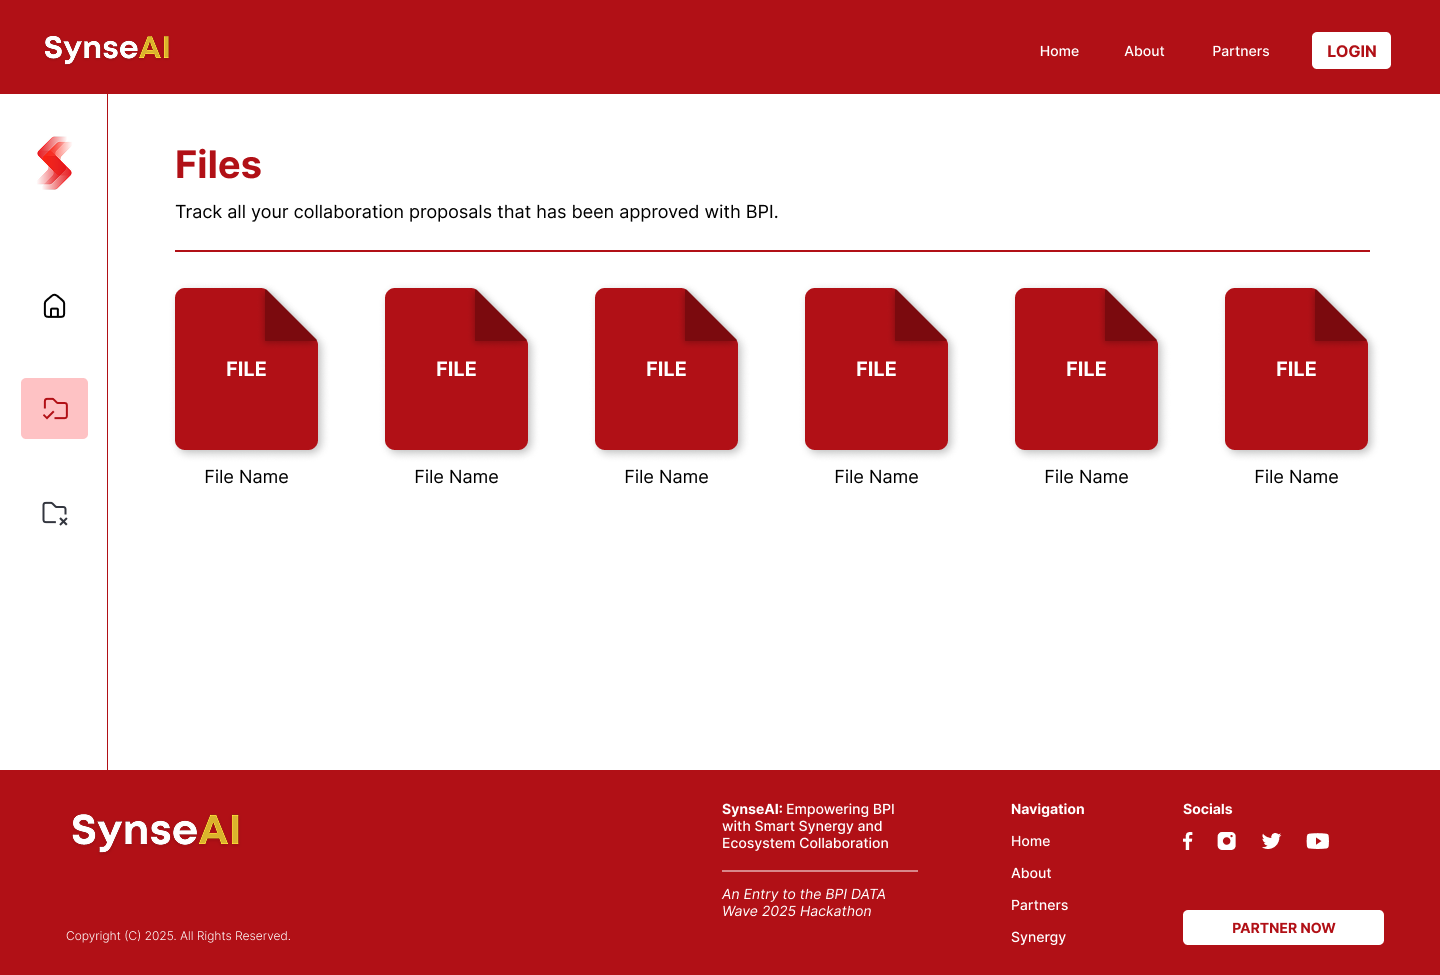 SynseAI
Home
About
Partners
LOGIN
Files
Track all your collaboration proposals that has been approved with BPI.
FILE
FILE
FILE
FILE
FILE
FILE
File Name
File Name
File Name
File Name
File Name
File Name
SynseAI
Copyright (C) 2025. All Rights Reserved.
SynseAI: Empowering BPI
with Smart Synergy and
Ecosystem Collaboration
An Entry to the BPI DATA
Wave 2025 Hackathon
Navigation
Home
About
Partners
Synergy
Socials
PARTNER NOW